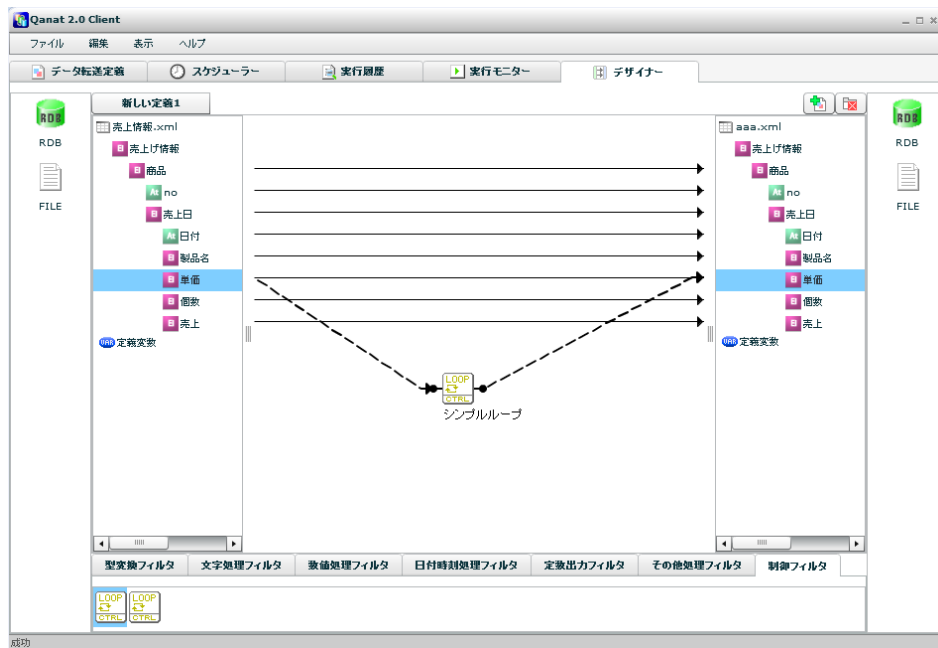 Qanat 2.0 Client
ファイル 編集 表示 ヘルプ
データ転送定義 スケジューラー 実行履歴 実行モニター デザイナー
新しい定義1
RDB
RDB
FILE
売上情報.xml
B 売上げ情報
B 商品
At no
B 売上日
At 日付
B 製品名
B 単価
B 個数
B 売上
VAR 定義変数
LOOP
CTRL
シンプルループ
aaa.xml
B 売上げ情報
B 商品
At no
B 売上日
At 日付
B 製品名
B 単価
B 個数
B 売上
VAR 定義変数
RDB
RDB
FILE
型変換フィルタ 文字処理フィルタ 数値処理フィルタ 日付時刻処理フィルタ 定数出力フィルタ その他処理フィルタ 制御フィルタ
LOOP LOOP
CTRL CTRL
成功